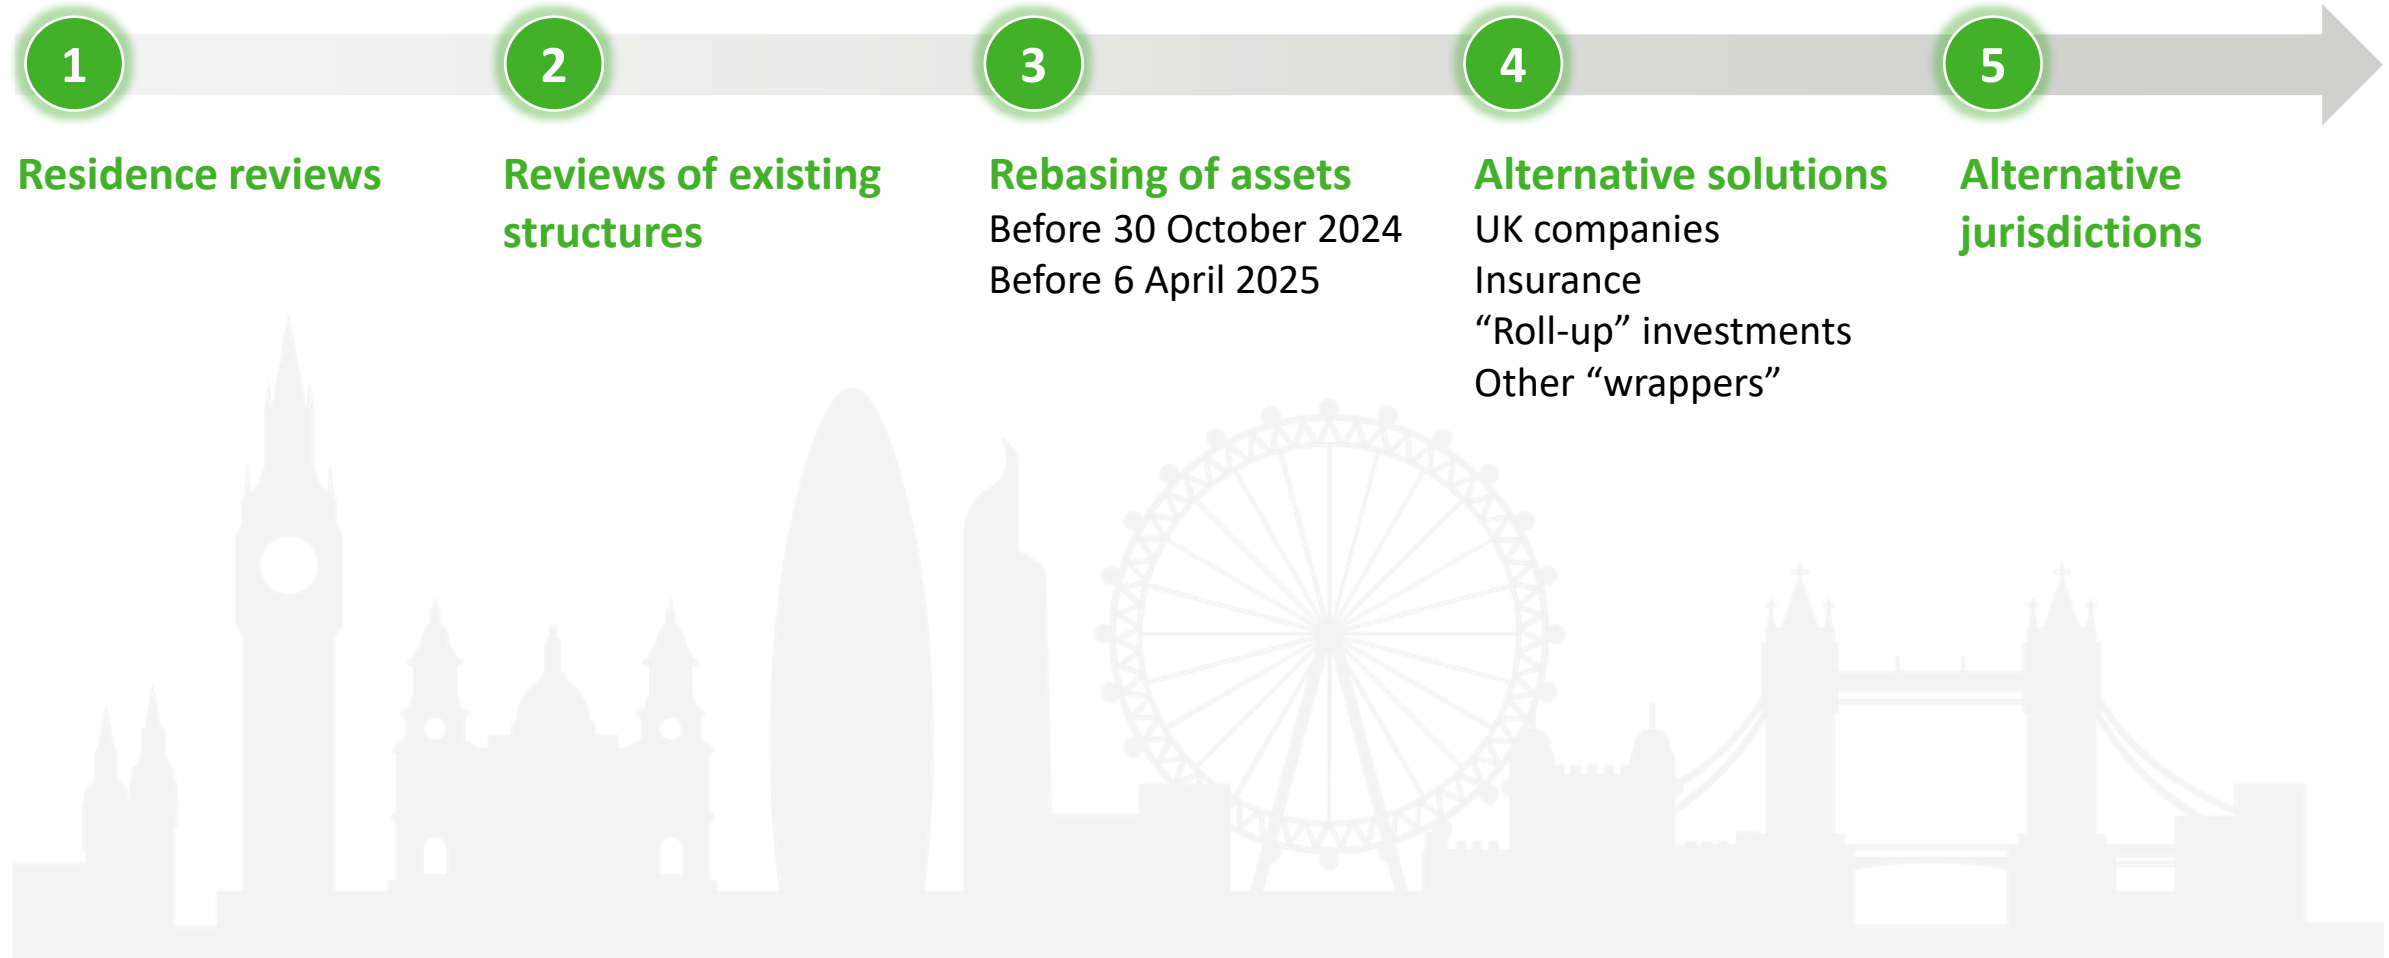 1
Residence reviews
2
Reviews of existing
structures
3
Rebasing of assets
Before 30 October 2024
Before 6 April 2025
4
Alternative solutions
UK companies
Insurance
“Roll-up” investments
Other “wrappers”
5
Alternative
jurisdictions